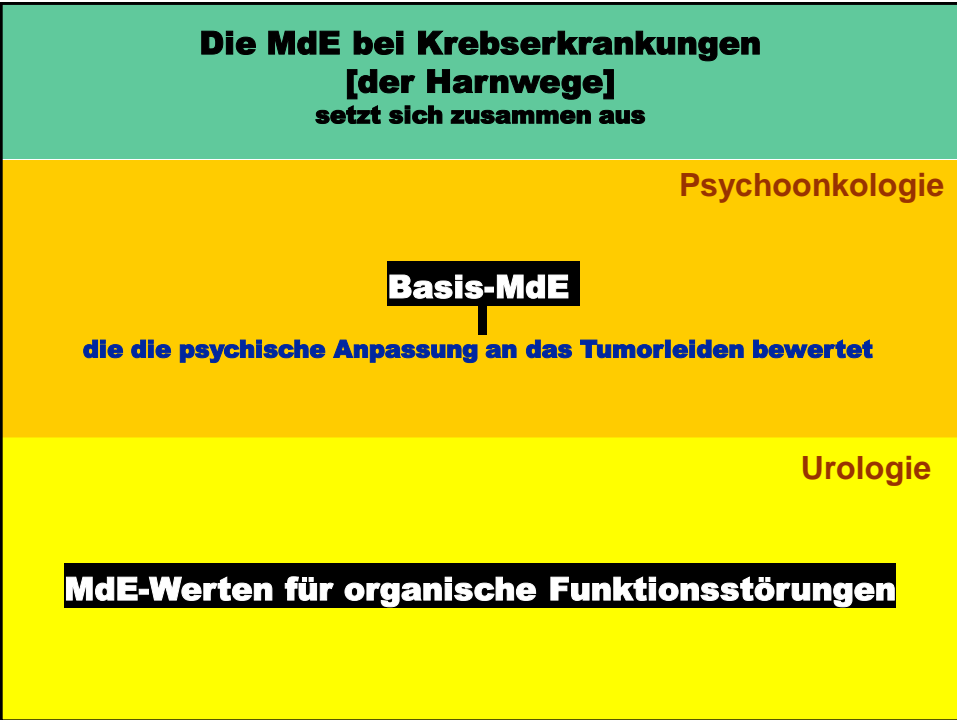 Die MdE bei Krebserkrankungen
[der Harnwege]
setzt sich zusammen aus
Psychoonkologie
Basis-MdE
die die psychische Anpassung an das Tumorleiden bewertet
Urologie
MdE-Werten für organische Funktionsstörungen